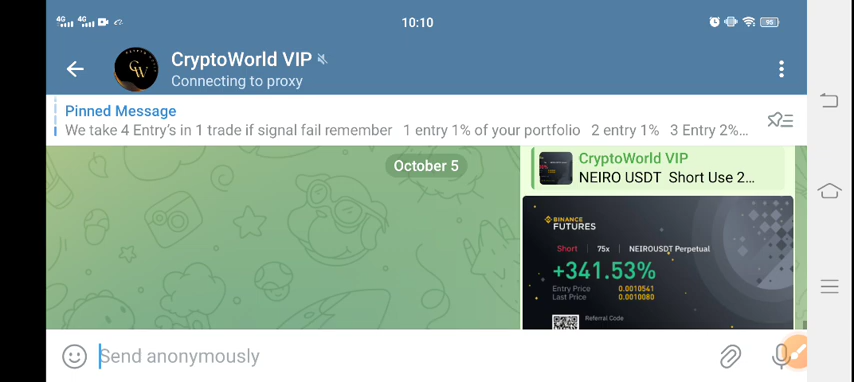 4G 4G
10:10
95
CryptoWorld VIP
Connecting to proxy
Pinned Message
We take 4 Entry's in 1 trade if signal fail remember 1 entry 1% of your portfolio 2 entry 1% 3 Entry 2%...
October 5
CryptoWorld VIP
NEIRO USDT Short Use 2...
BINANCE
FUTURES
Short | 75x | NEIROUSDT Perpetual
+341.53%
Entry Price 0.0010541
Last Price 0.0010080
Referral Code
Send anonymously